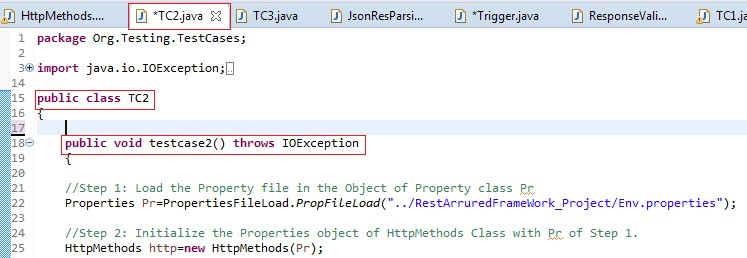 HttpMethods.... *TC2.java TC3.java JsonResParsi... *Trigger.java ResponseVali... TC1.ja
1 package Org.Testing.TestCases;
2
3 import java.io.IOException;
14
15 public class TC2
16 {
17
18 public void testcase2() throws IOException
19 {
20
21 //Step 1: Load the Property file in the Object of Property class Pr
22 Properties Pr=PropertiesFileLoad.PropFileLoad("../RestArruredFrameWork_Project/Env.properties");
23
24 //Step 2: Initialize the Properties object of HttpMethods Class with Pr of Step 1.
25 HttpMethods http=new HttpMethods(Pr);